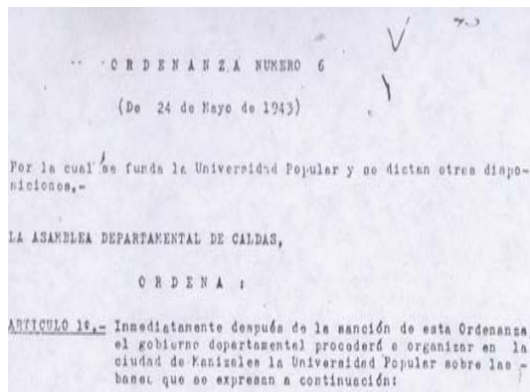 ORDENANZA NUMERO 6
(De 24 de Mayo de 1943)
Por la cual se funda la Universidad Popular y se dictan otras dispo-
siciones,-
LA ASAMBLEA DEPARTAMENTAL DE CALDAS,
ORDENA :
ARTICULO 1º,- Inmediatamente después de la sanción de esta Ordenanza
el gobierno departamental procederá a organizar en la
ciudad de Manizales la Universidad Popular sobre las -
bases que se expresan a continuación: